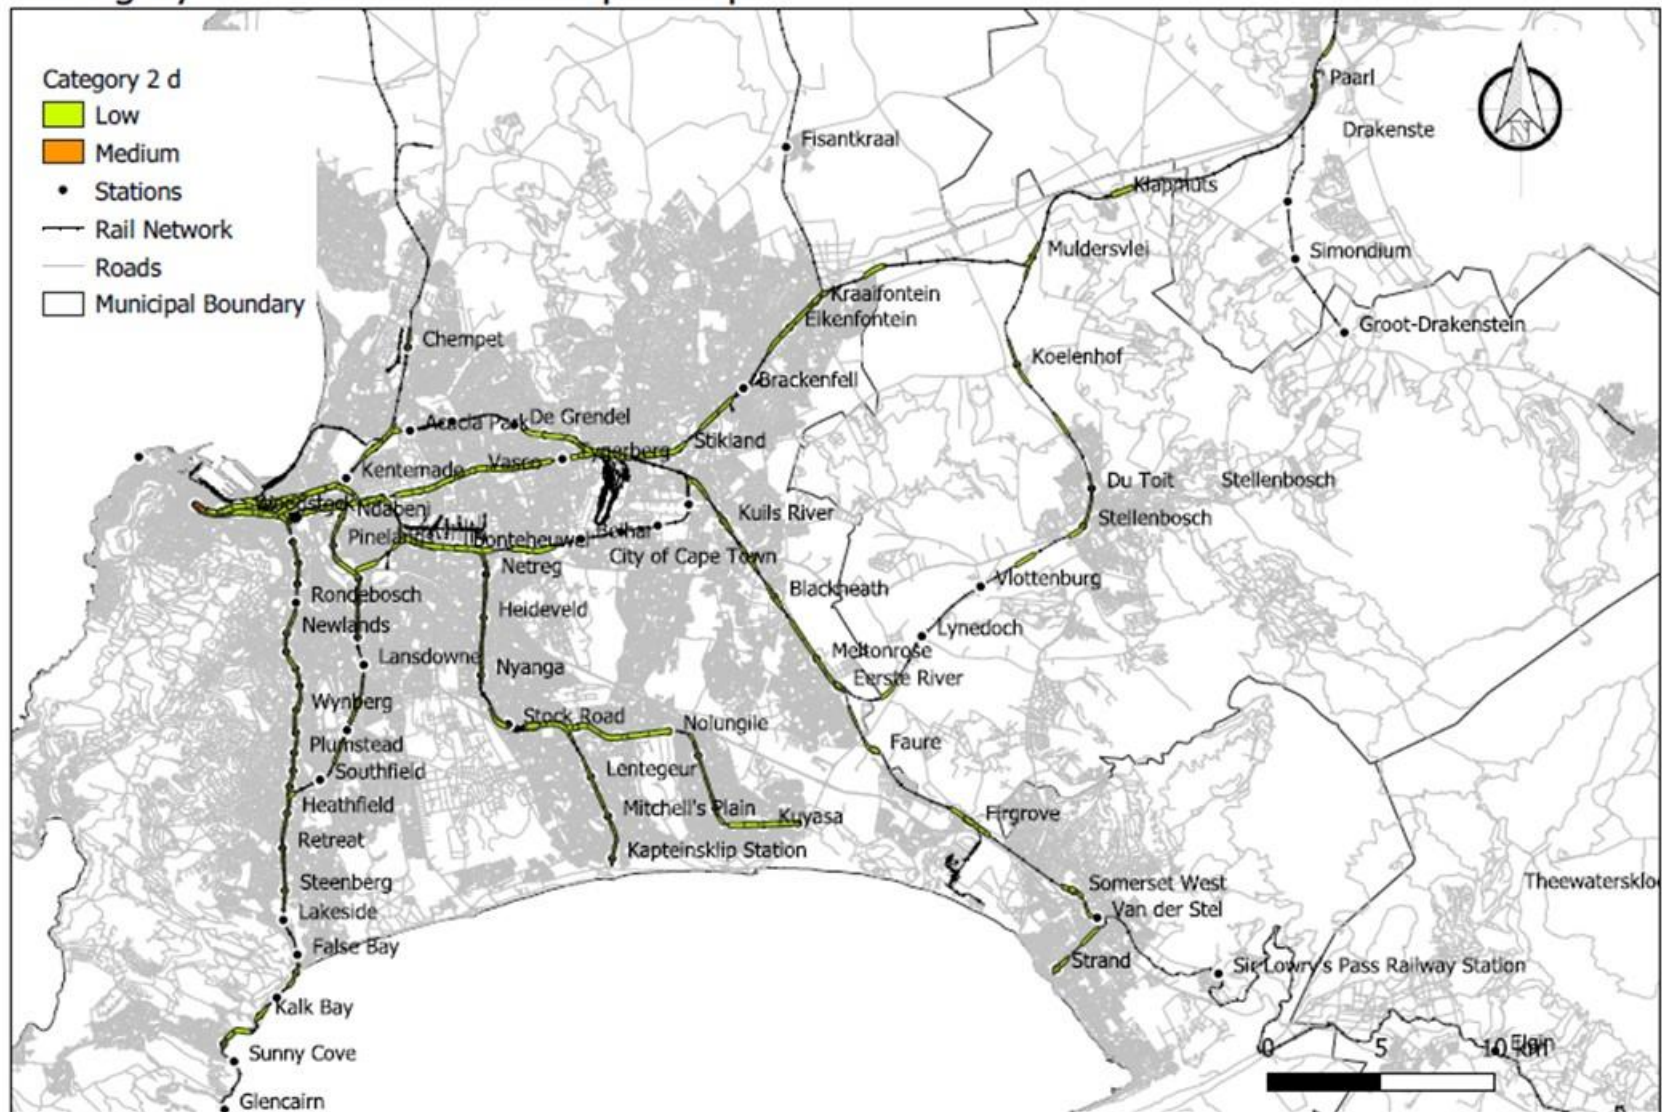 Category 2 d
Low
Medium
Stations
Rail Network
Roads
Municipal Boundary
Paarl
Drakenste
N
Fisantkraal
Klapmuts
Muldersvlei
Simondium
Kraaifontein
Eikenfontein
Groot-Drakenstein
Chempet
Koelenhof
Brackenfell
Acacia Park
De Grendel
Stikland
Kentemade
Vasco
Du Toit
Stellenbosch
Woodstock
Ndabeni
Kuils River
Stellenbosch
Pinelands
Bonteheuwel
Belhar
City of Cape Town
Netreg
Vlottenburg
Rondebosch
Heideveld
Blackheath
Newlands
Lynedoch
Lansdowne
Nyanga
Meltonrose
Eerste River
Wynberg
Stock Road
Nolungile
Plumstead
Faure
Southfield
Lentegeur
Heathfield
Mitchell's Plain
Kuyasa
Firgrove
Retreat
Kapteinsklip Station
Steenberg
Somerset West
Theewatersklo
Lakeside
Van der Stel
False Bay
Strand
Sir Lowry's Pass Railway Station
Kalk Bay
Sunny Cove
0 5 10 km
Elgin
Glencairn